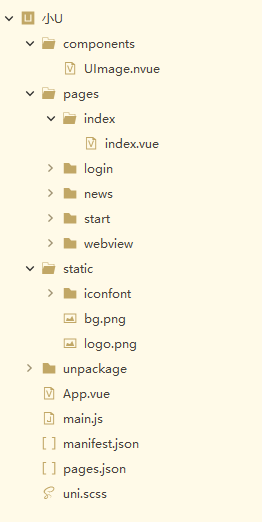 小U
components
UImage.nvue
pages
index
index.vue
login
news
start
webview
static
iconfont
bg.png
logo.png
unpackage
App.vue
main.js
manifest.json
pages.json
uni.scss